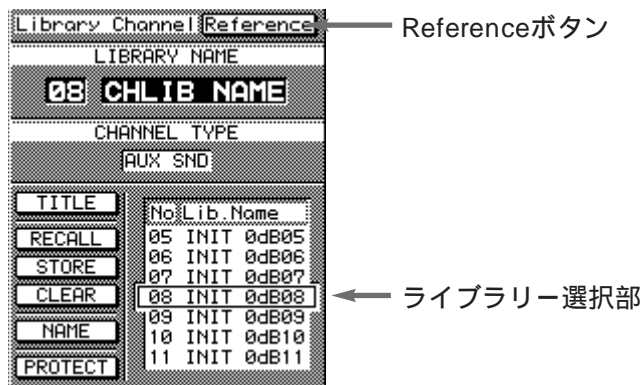 Library Channel Reference
Referenceボタン
LIBRARY NAME
08 CHLIB NAME
CHANNEL TYPE
AUX SND
TITLE
RECALL
STORE
CLEAR
NAME
PROTECT
No Lib.Name
05 INIT 0dB05
06 INIT 0dB06
07 INIT 0dB07
08 INIT 0dB08
09 INIT 0dB09
10 INIT 0dB10
11 INIT 0dB11
ライブラリー選択部